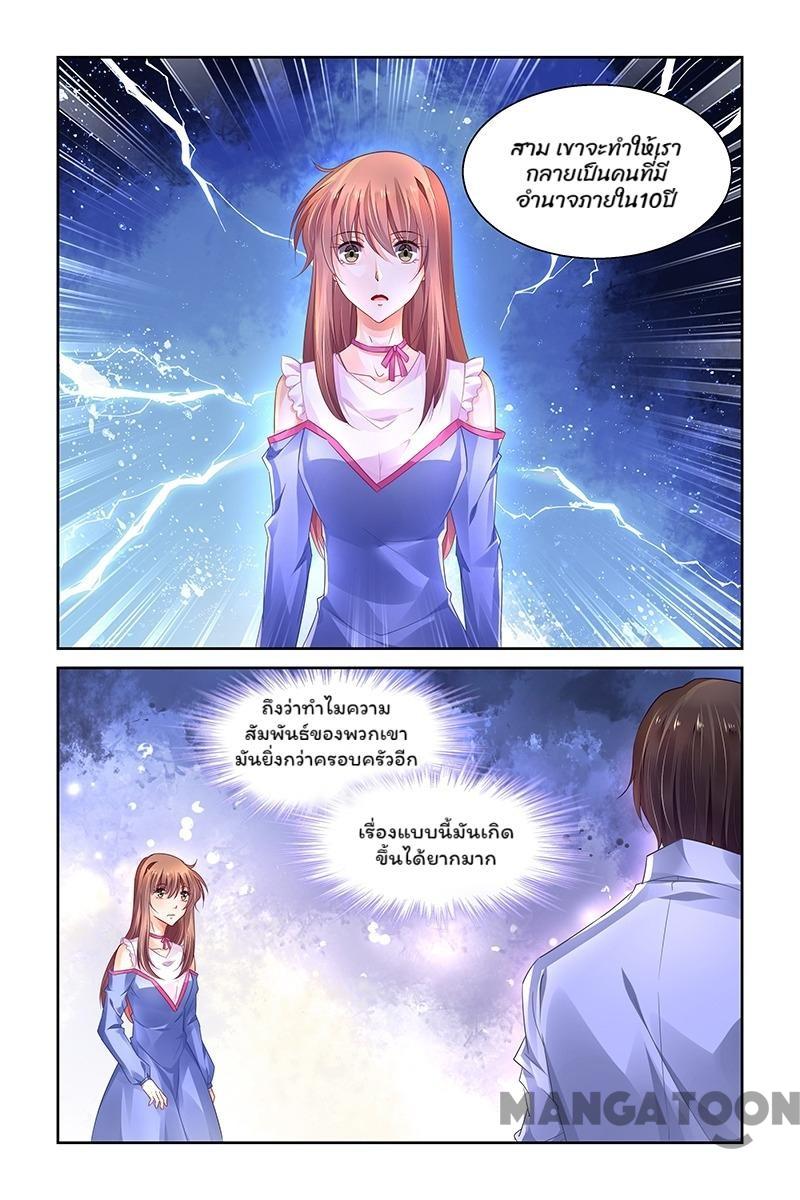 สาม เขาจะทำให้เรา
กลายเป็นคนที่มี
อำนาจภายใน10ปี
ถึงว่าทำไมความ
สัมพันธ์ของพวกเขา
มันยิ่งกว่าครอบครัวอีก
เรื่องแบบนี้มันเกิด
ขึ้นได้ยากมาก
MANGATOON